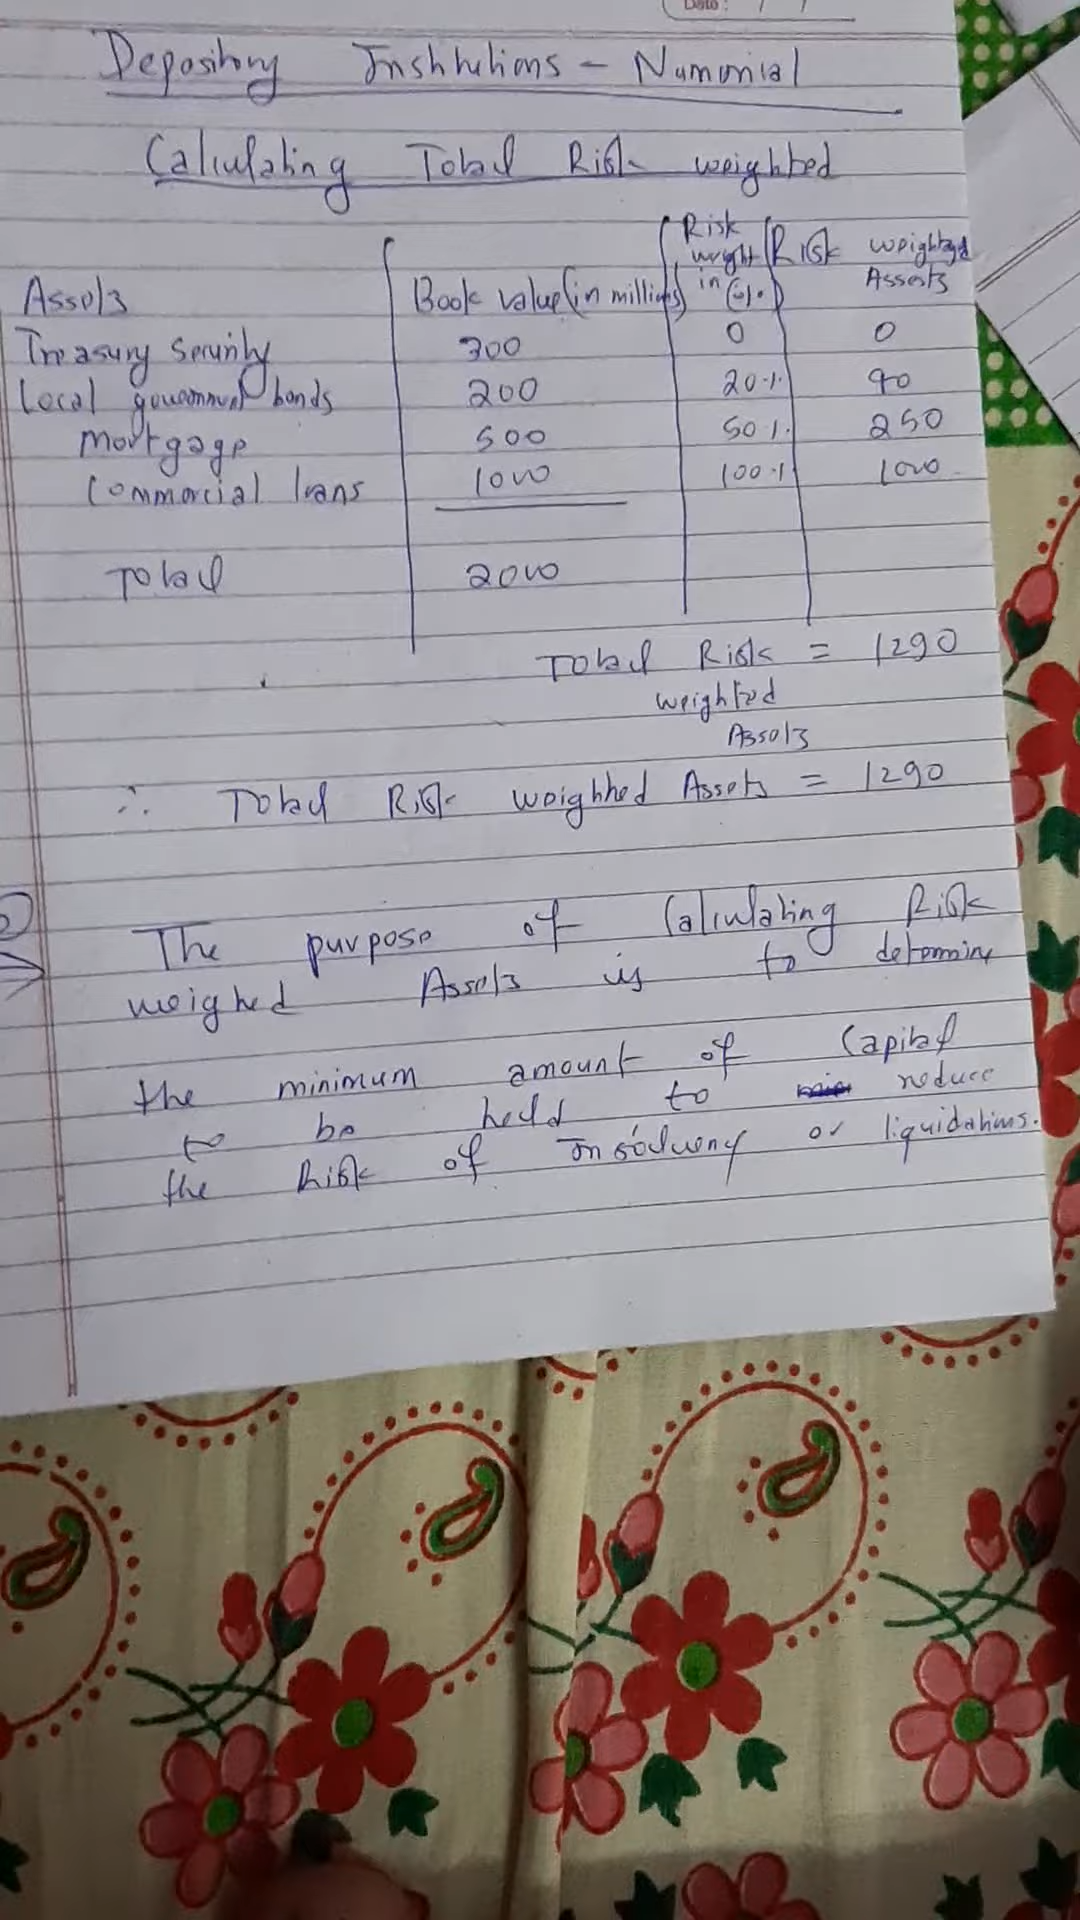 Date: / /
Depository Institutions - Numerical
Calculating Total Risk weighted
Assets Book value (in millions) Risk weight in (%) Risk weighted Assets
Treasury Security 300 0 0
Local government bonds 200 20% 40
Mortgage 500 50% 250
Commercial loans 1000 100% 1000
Total 2000
Total Risk = 1290
weighted
Assets
∴ Total Risk weighted Assets = 1290
2)
The purpose of Calculating Risk
weighed Assets is to determine
the minimum amount of Capital
to be held to reduce
the Risk of Insolvency or liquidations.